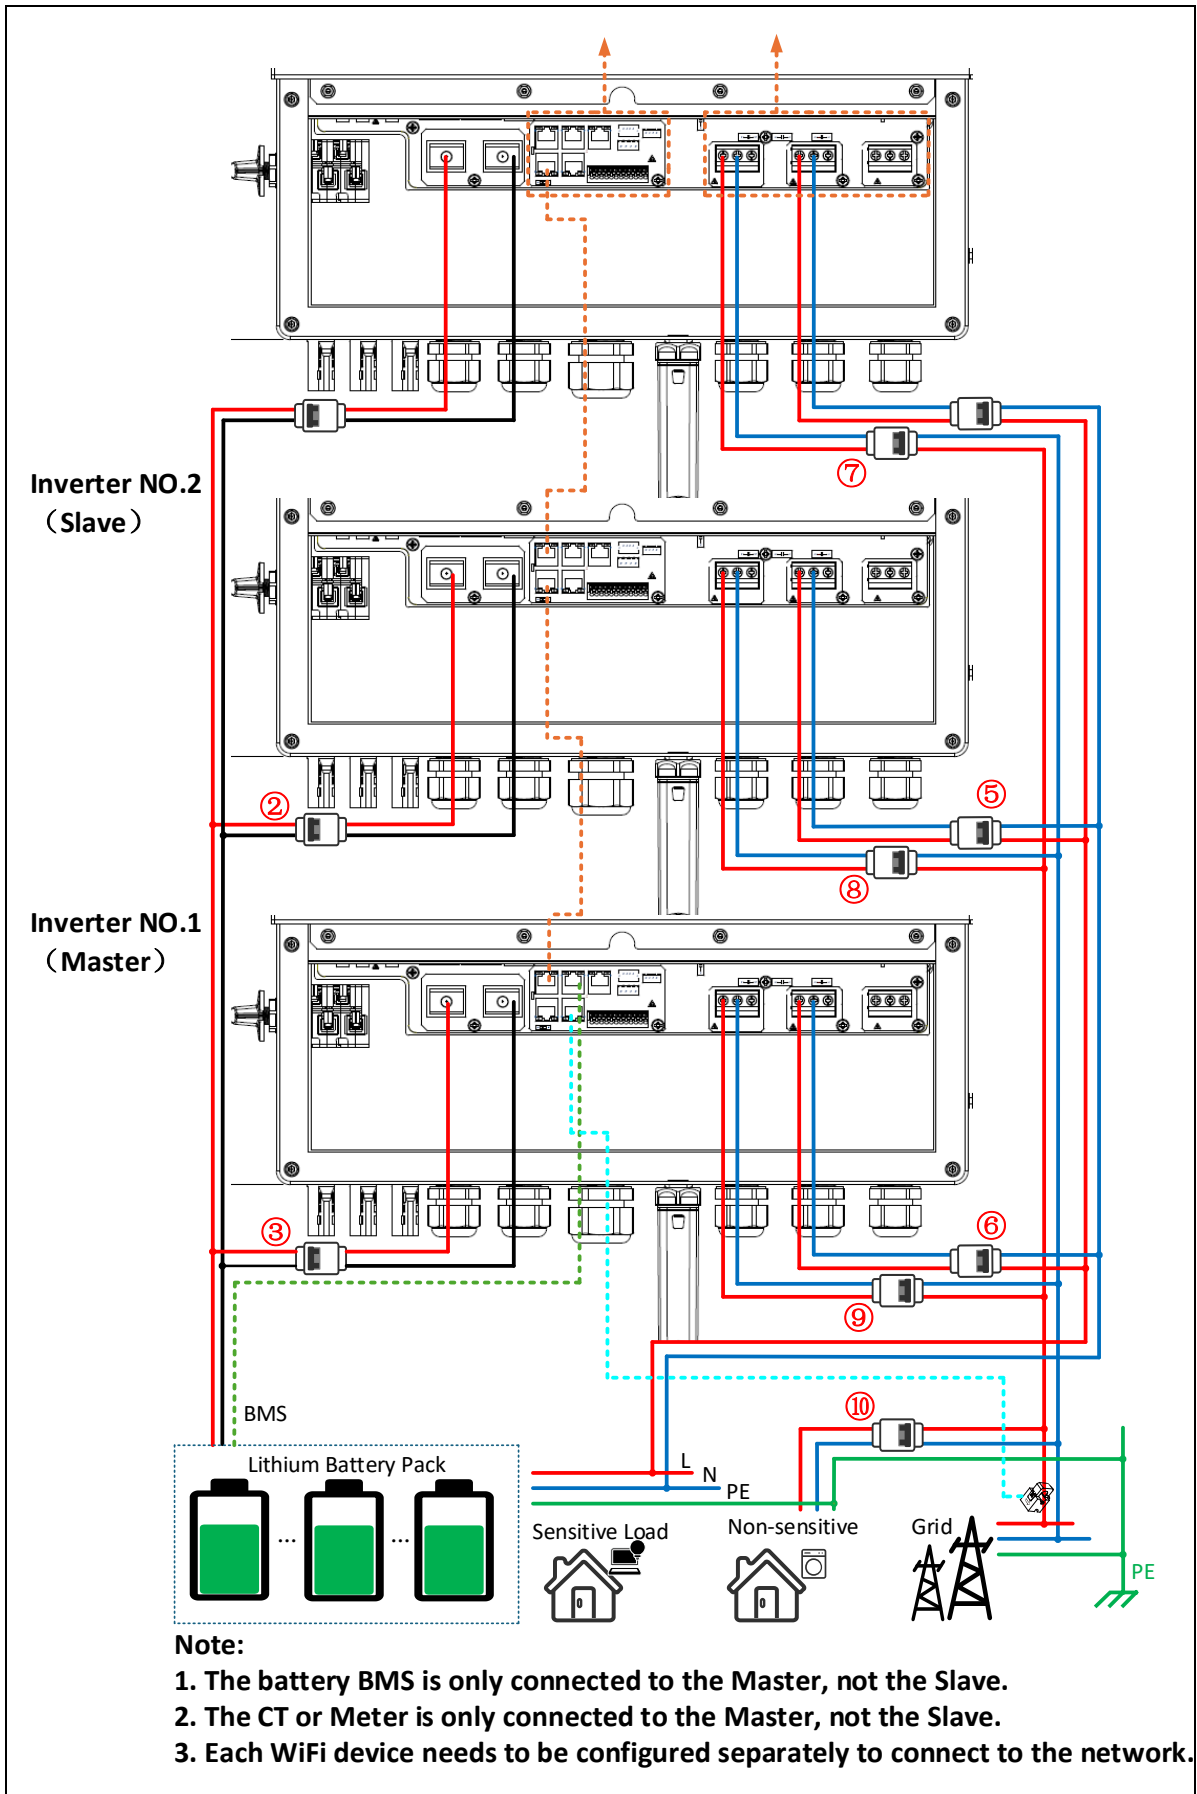 ⑦
Inverter NO.2
（Slave）
②
⑤
⑧
Inverter NO.1
（Master）
③
⑥
⑨
⑩
BMS
Lithium Battery Pack
... ...
L
N
PE
Sensitive Load
Non-sensitive
Grid
PE
Note:
1. The battery BMS is only connected to the Master, not the Slave.
2. The CT or Meter is only connected to the Master, not the Slave.
3. Each WiFi device needs to be configured separately to connect to the network.